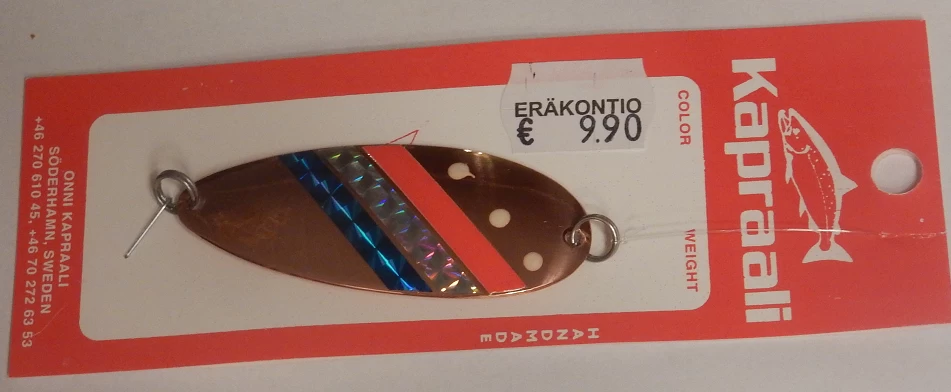 Kapraali
COLOR
WEIGHT
ERÄKONTIO
€ 9.90
HANDMADE
ONNI KAPRAALI
SÖDERHAMN, SWEDEN
+46 270 610 45, +46 70 272 63 53